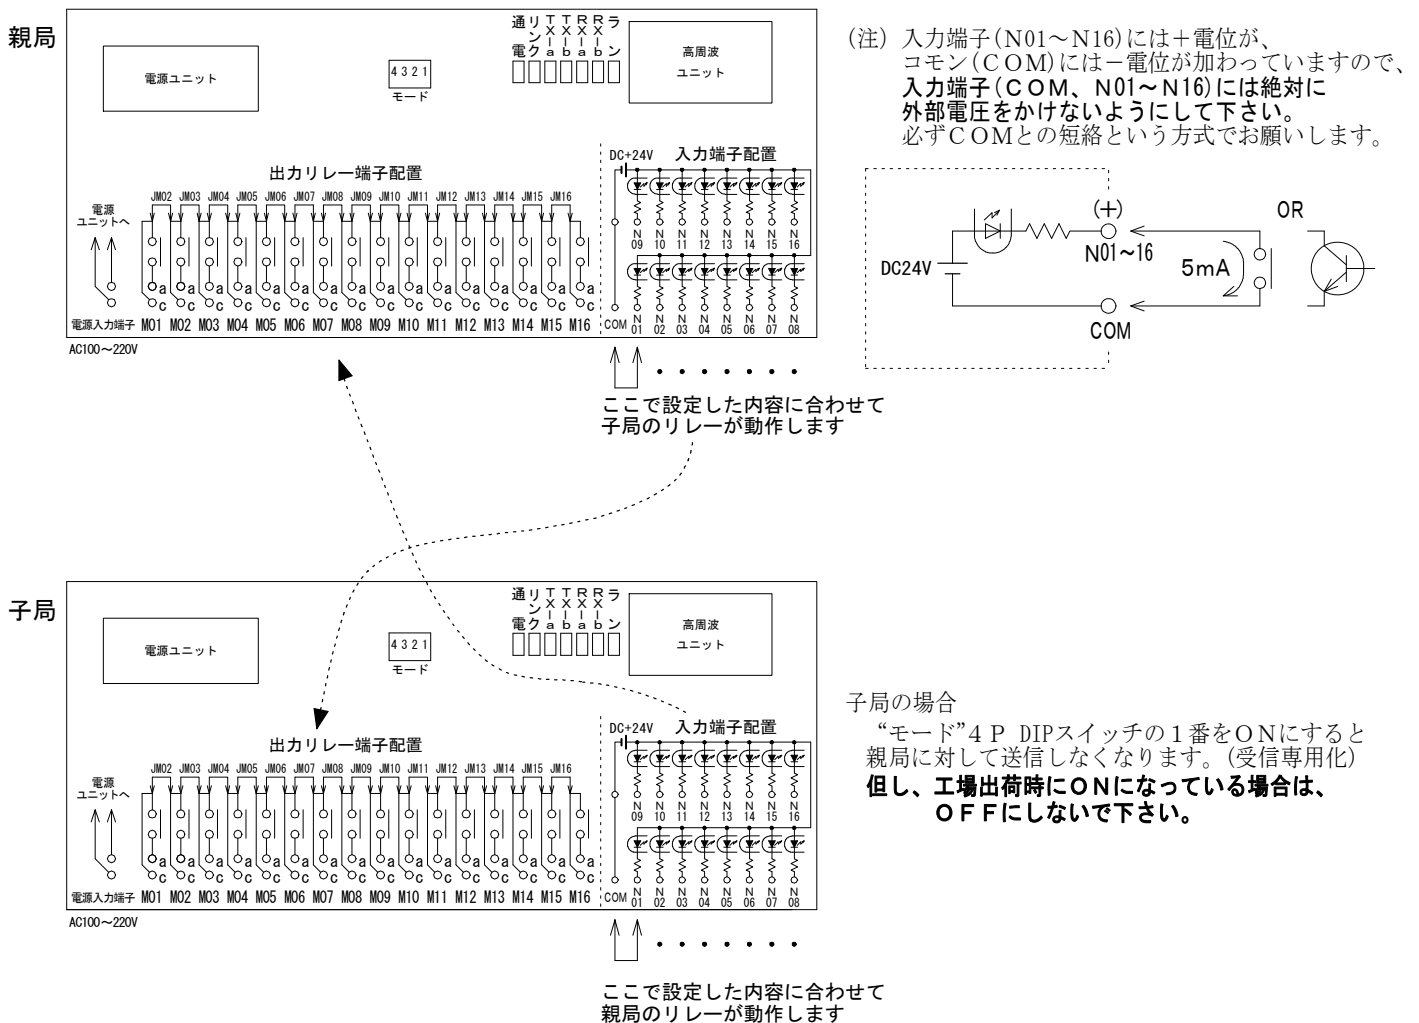 親局
電源ユニット
4 3 2 1
モード
通電
リンク
TX-a
TX-b
RX-a
RX-b
ラン
高周波
ユニット
出力リレー端子配置
JM02 JM03 JM04 JM05 JM06 JM07 JM08 JM09 JM10 JM11 JM12 JM13 JM14 JM15 JM16
電源
ユニットへ
a a a a a a a a a a a a a a a a
c c c c c c c c c c c c c c c c
電源入力端子 M01 M02 M03 M04 M05 M06 M07 M08 M09 M10 M11 M12 M13 M14 M15 M16
AC100～220V
DC+24V
入力端子配置
N09 N10 N11 N12 N13 N14 N15 N16
COM N01 N02 N03 N04 N05 N06 N07 N08
・・・・・・・
ここで設定した内容に合わせて
子局のリレーが動作します
(注) 入力端子(N01～N16)には＋電位が、
コモン(COM)には－電位が加わっていますので、
入力端子(COM、N01～N16)には絶対に
外部電圧をかけないようにして下さい。
必ずCOMとの短絡という方式でお願いします。
DC24V
(+)
N01～16
COM
5mA
OR
子局
電源ユニット
4 3 2 1
モード
通電
リンク
TX-a
TX-b
RX-a
RX-b
ラン
高周波
ユニット
出力リレー端子配置
JM02 JM03 JM04 JM05 JM06 JM07 JM08 JM09 JM10 JM11 JM12 JM13 JM14 JM15 JM16
電源
ユニットへ
a a a a a a a a a a a a a a a a
c c c c c c c c c c c c c c c c
電源入力端子 M01 M02 M03 M04 M05 M06 M07 M08 M09 M10 M11 M12 M13 M14 M15 M16
AC100～220V
DC+24V
入力端子配置
N09 N10 N11 N12 N13 N14 N15 N16
COM N01 N02 N03 N04 N05 N06 N07 N08
・・・・・・・
ここで設定した内容に合わせて
親局のリレーが動作します
子局の場合
“モード”4P DIPスイッチの1番をONにすると
親局に対して送信しなくなります。(受信専用化)
但し、工場出荷時にONになっている場合は、
OFFにしないで下さい。